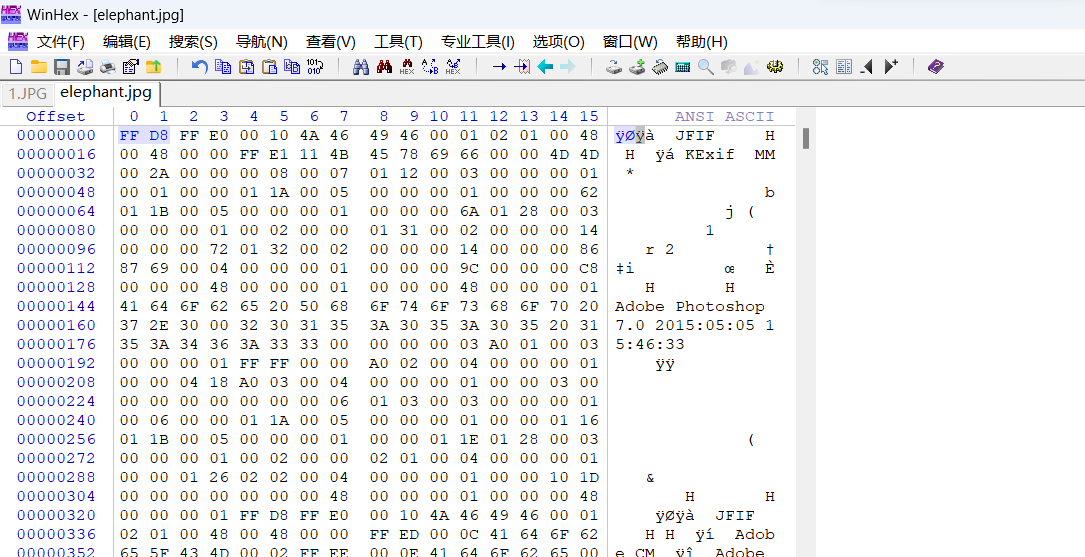 WinHex - [elephant.jpg]
文件(F) 编辑(E) 搜索(S) 导航(N) 查看(V) 工具(T) 专业工具(I) 选项(O) 窗口(W) 帮助(H)
1.JPG elephant.jpg
Offset 0 1 2 3 4 5 6 7 8 9 10 11 12 13 14 15 ANSI ASCII
00000000 FF D8 FF E0 00 10 4A 46 49 46 00 01 02 01 00 48 ÿØÿà JFIF H
00000016 00 48 00 00 FF E1 11 4B 45 78 69 66 00 00 4D 4D H ÿá KExif MM
00000032 00 2A 00 00 00 08 00 07 01 12 00 03 00 00 00 01 *
00000048 00 01 00 00 01 1A 00 05 00 00 00 01 00 00 00 62 b
00000064 01 1B 00 05 00 00 00 01 00 00 00 6A 01 28 00 03 j (
00000080 00 00 00 01 00 02 00 00 01 31 00 02 00 00 00 14 1
00000096 00 00 00 72 01 32 00 02 00 00 00 14 00 00 00 86 r 2 †
00000112 87 69 00 04 00 00 00 01 00 00 00 9C 00 00 00 C8 ‡i œ È
00000128 00 00 00 48 00 00 00 01 00 00 00 48 00 00 00 01 H H
00000144 41 64 6F 62 65 20 50 68 6F 74 6F 73 68 6F 70 20 Adobe Photoshop
00000160 37 2E 30 00 32 30 31 35 3A 30 35 3A 30 35 20 31 7.0 2015:05:05 1
00000176 35 3A 34 36 3A 33 33 00 00 00 00 03 A0 01 00 03 5:46:33
00000192 00 00 00 01 FF FF 00 00 A0 02 00 04 00 00 00 01 ÿÿ
00000208 00 00 04 18 A0 03 00 04 00 00 00 01 00 00 03 00
00000224 00 00 00 00 00 00 00 06 01 03 00 03 00 00 00 01
00000240 00 06 00 00 01 1A 00 05 00 00 00 01 00 00 01 16
00000256 01 1B 00 05 00 00 00 01 00 00 01 1E 01 28 00 03 (
00000272 00 00 00 01 00 02 00 00 02 01 00 04 00 00 00 01
00000288 00 00 01 26 02 02 00 04 00 00 00 01 00 00 10 1D &
00000304 00 00 00 00 00 00 00 48 00 00 00 01 00 00 00 48 H H
00000320 00 00 00 01 FF D8 FF E0 00 10 4A 46 49 46 00 01 ÿØÿà JFIF
00000336 02 01 00 48 00 48 00 00 FF ED 00 0C 41 64 6F 62 H H ÿí Adob
00000352 65 5F 43 4D 00 02 FF EE 00 0E 41 64 6F 62 65 00 e_CM ÿî Adobe